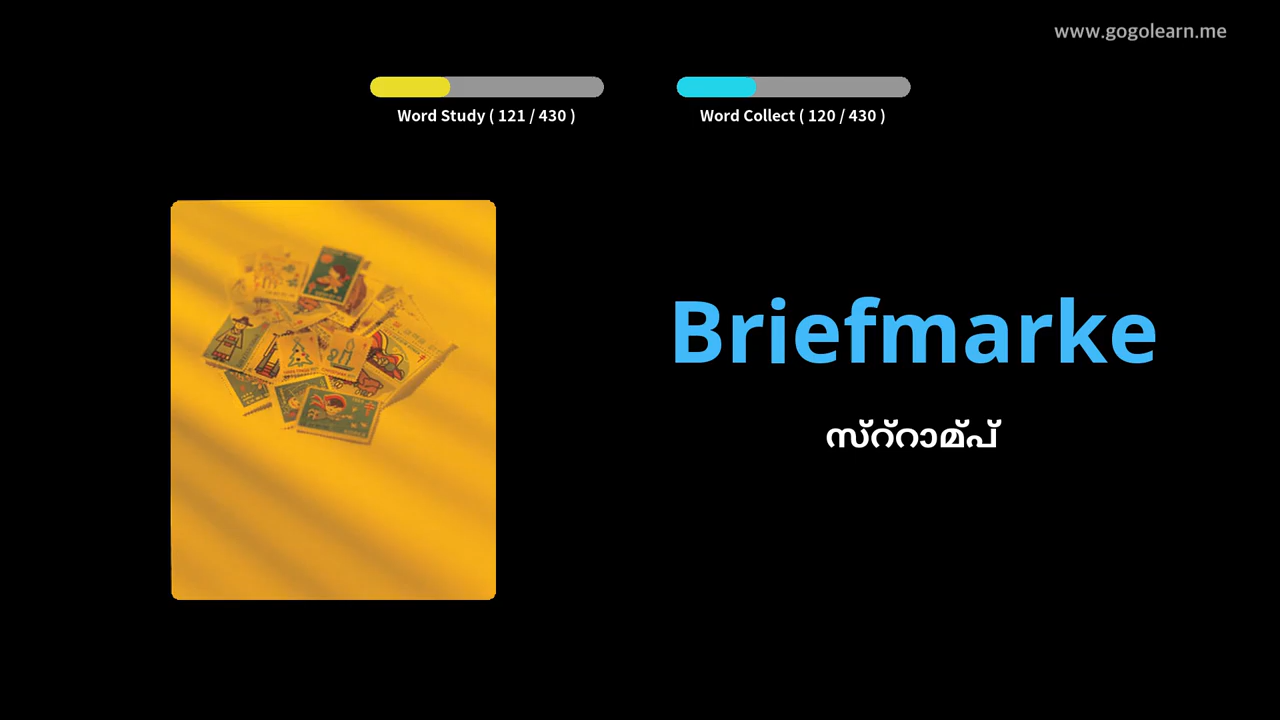 www.gogolearn.me
Word Study ( 121 / 430 )
Word Collect ( 120 / 430 )
Briefmarke
സ്റ്റാമ്പ്